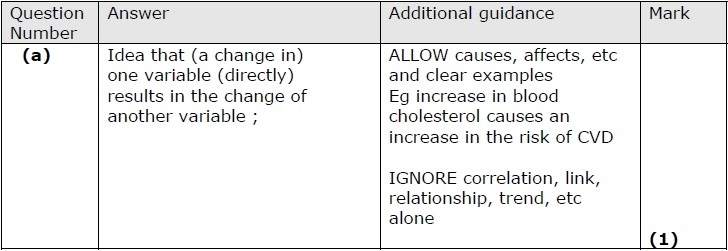 Question Number
Answer
Additional guidance
Mark
(a)
Idea that (a change in)
one variable (directly)
results in the change of
another variable ;
ALLOW causes, affects, etc
and clear examples
Eg increase in blood
cholesterol causes an
increase in the risk of CVD
IGNORE correlation, link,
relationship, trend, etc
alone
(1)